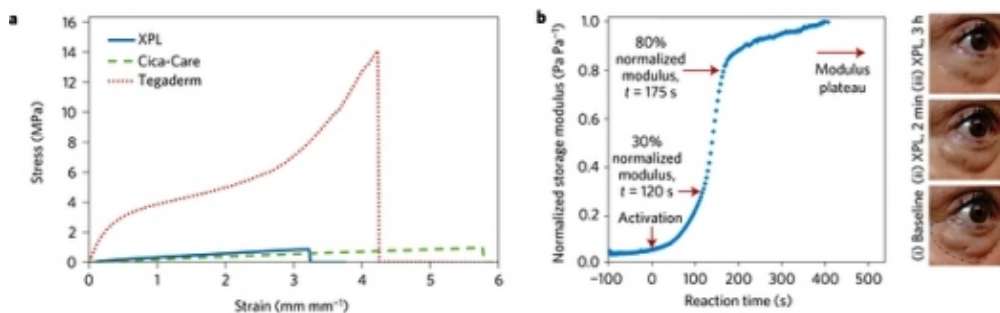 a
16
14
12
10
8
6
4
2
0
Stress (MPa)
XPL
Cica-Care
Tegaderm
0 1 2 3 4 5 6
Strain (mm mm⁻¹)
b
1.0
0.8
0.6
0.4
0.2
0.0
Normalized storage modulus (Pa Pa⁻¹)
80%
normalized
modulus,
t = 175 s
30%
normalized
modulus,
t = 120 s
Activation
Modulus
plateau
−100 0 100 200 300 400 500
Reaction time (s)
(iii) XPL, 3 h
(ii) XPL, 2 min
(i) Baseline